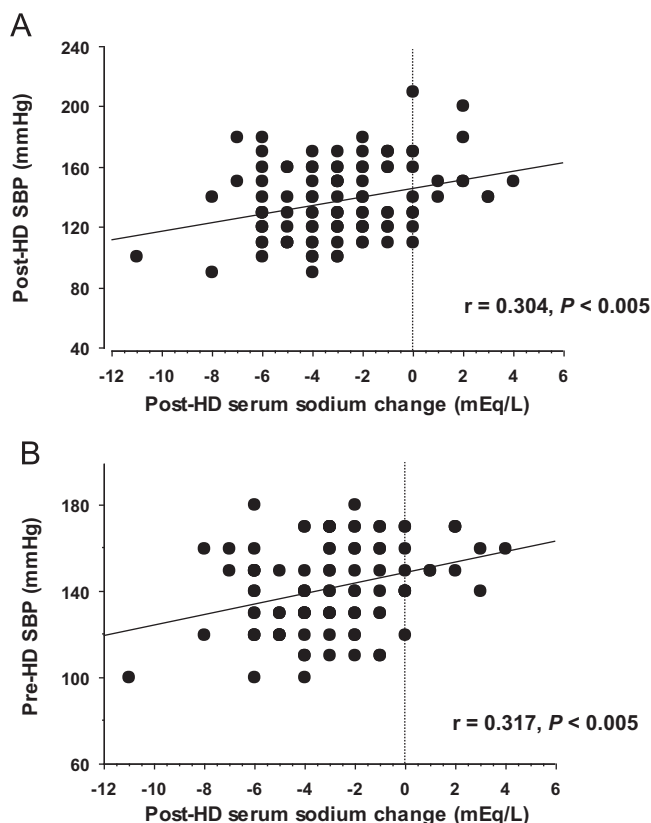 A
240
200
160
120
80
40
Post-HD SBP (mmHg)
r = 0.304, P < 0.005
-12 -10 -8 -6 -4 -2 0 2 4 6
Post-HD serum sodium change (mEq/L)
B
180
140
100
60
Pre-HD SBP (mmHg)
r = 0.317, P < 0.005
-12 -10 -8 -6 -4 -2 0 2 4 6
Post-HD serum sodium change (mEq/L)